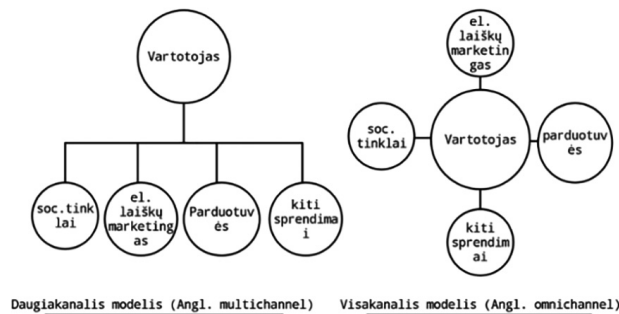 Vartotojas
soc.tink
lai
el.
laiškų
marketing
as
Parduotuv
ės
kiti
sprendima
i
Daugiakanalis modelis (Angl. multichannel)
el.
laiškų
marketin
gas
soc.
tinklai
Vartotojas
parduotuv
ės
kiti
sprendim
ai
Visakanalis modelis (Angl. omnichannel)